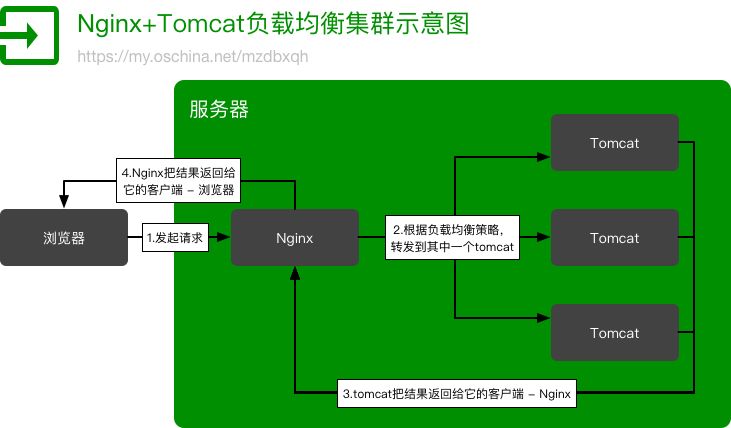 Nginx+Tomcat负载均衡集群示意图
https://my.oschina.net/mzdbxqh
服务器
Tomcat
4.Nginx把结果返回给
它的客户端 – 浏览器
浏览器
1.发起请求
Nginx
2.根据负载均衡策略，
转发到其中一个tomcat
Tomcat
Tomcat
3.tomcat把结果返回给它的客户端 – Nginx